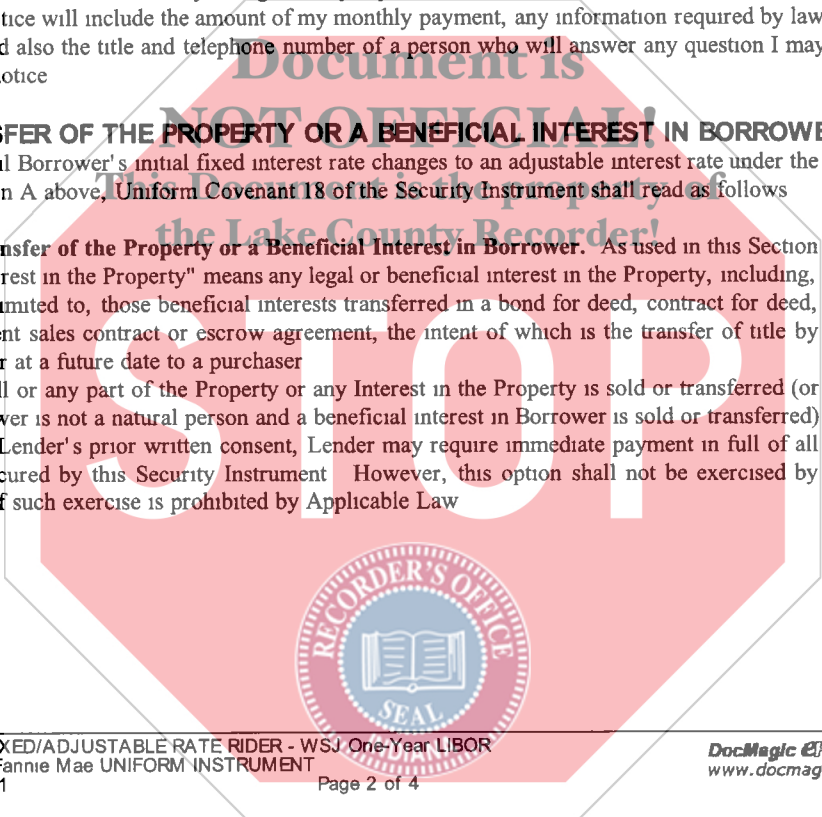 tice will include the amount of my monthly payment, any information required by law
d also the title and telephone number of a person who will answer any question I may
otice
Document is
NOT OFFICIAL!
This Document is the property of
the Lake County Recorder!
SFER OF THE PROPERTY OR A BENEFICIAL INTEREST IN BORROWE
l Borrower's initial fixed interest rate changes to an adjustable interest rate under the
n A above, Uniform Covenant 18 of the Security Instrument shall read as follows
nsfer of the Property or a Beneficial Interest in Borrower. As used in this Section
rest in the Property" means any legal or beneficial interest in the Property, including,
mited to, those beneficial interests transferred in a bond for deed, contract for deed,
nt sales contract or escrow agreement, the intent of which is the transfer of title by
r at a future date to a purchaser
ll or any part of the Property or any Interest in the Property is sold or transferred (or
wer is not a natural person and a beneficial interest in Borrower is sold or transferred)
Lender's prior written consent, Lender may require immediate payment in full of all
cured by this Security Instrument However, this option shall not be exercised by
f such exercise is prohibited by Applicable Law
STOP
RECORDER'S OFFICE
SEAL
INDIANA
XED/ADJUSTABLE RATE RIDER - WSJ One-Year LIBOR
Fannie Mae UNIFORM INSTRUMENT
1
Page 2 of 4
DocMagic
www.docmag